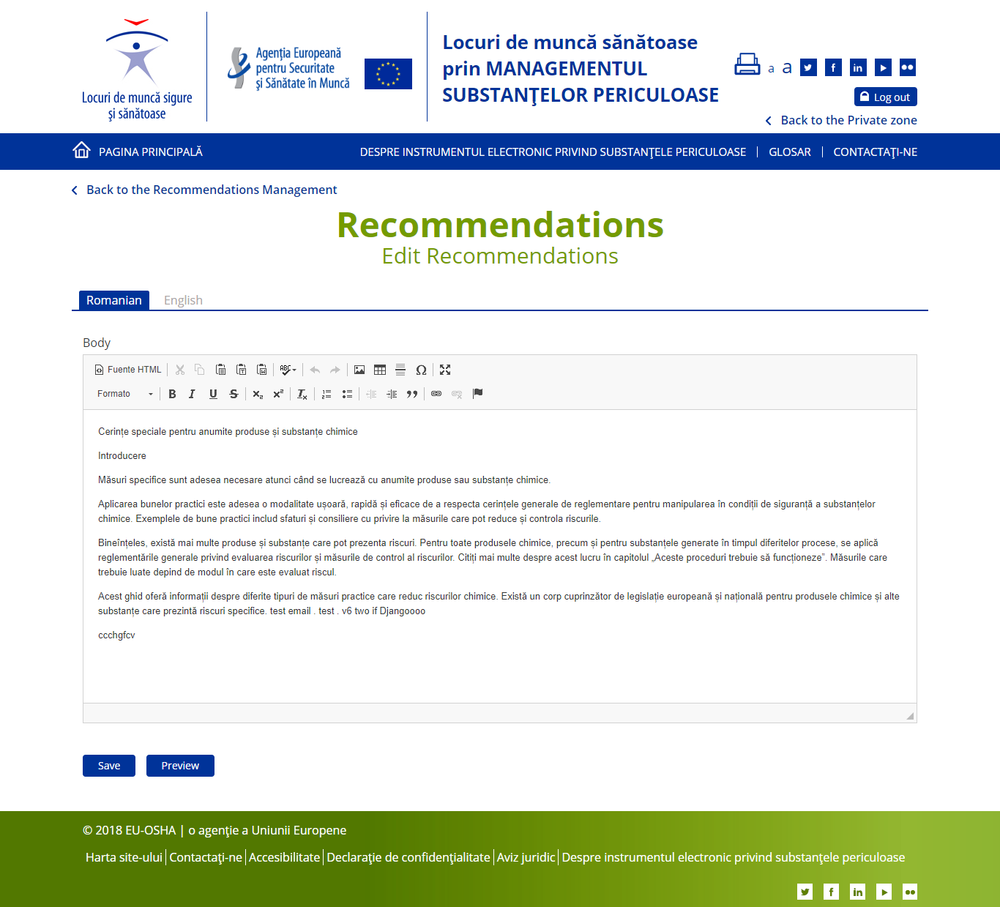 Locuri de muncă sigure
și sănătoase
Agenția Europeană
pentru Securitate
și Sănătate în Muncă
Locuri de muncă sănătoase
prin MANAGEMENTUL
SUBSTANȚELOR PERICULOASE
a a
Log out
Back to the Private zone
PAGINA PRINCIPALĂ
DESPRE INSTRUMENTUL ELECTRONIC PRIVIND SUBSTANȚELE PERICULOASE
GLOSAR
CONTACTAȚI-NE
Back to the Recommendations Management
Recommendations
Edit Recommendations
Romanian
English
Body
Fuente HTML
Formato
Cerințe speciale pentru anumite produse și substanțe chimice
Introducere
Măsuri specifice sunt adesea necesare atunci când se lucrează cu anumite produse sau substanțe chimice.
Aplicarea bunelor practici este adesea o modalitate ușoară, rapidă și eficace de a respecta cerințele generale de reglementare pentru manipularea în condiții de siguranță a substanțelor
chimice. Exemplele de bune practici includ sfaturi și consiliere cu privire la măsurile care pot reduce și controla riscurile.
Bineînțeles, există mai multe produse și substanțe care pot prezenta riscuri. Pentru toate produsele chimice, precum și pentru substanțele generate în timpul diferitelor procese, se aplică
reglementările generale privind evaluarea riscurilor și măsurile de control al riscurilor. Citiți mai multe despre acest lucru în capitolul „Aceste proceduri trebuie să funcționeze”. Măsurile care
trebuie luate depind de modul în care este evaluat riscul.
Acest ghid oferă informații despre diferite tipuri de măsuri practice care reduc riscurilor chimice. Există un corp cuprinzător de legislație europeană și națională pentru produsele chimice și alte
substanțe care prezintă riscuri specifice. test email . test . v6 two if Djangoooo
ccchgfcv
Save
Preview
© 2018 EU-OSHA | o agenție a Uniunii Europene
Harta site-ului
Contactați-ne
Accesibilitate
Declarație de confidențialitate
Aviz juridic
Despre instrumentul electronic privind substanțele periculoase